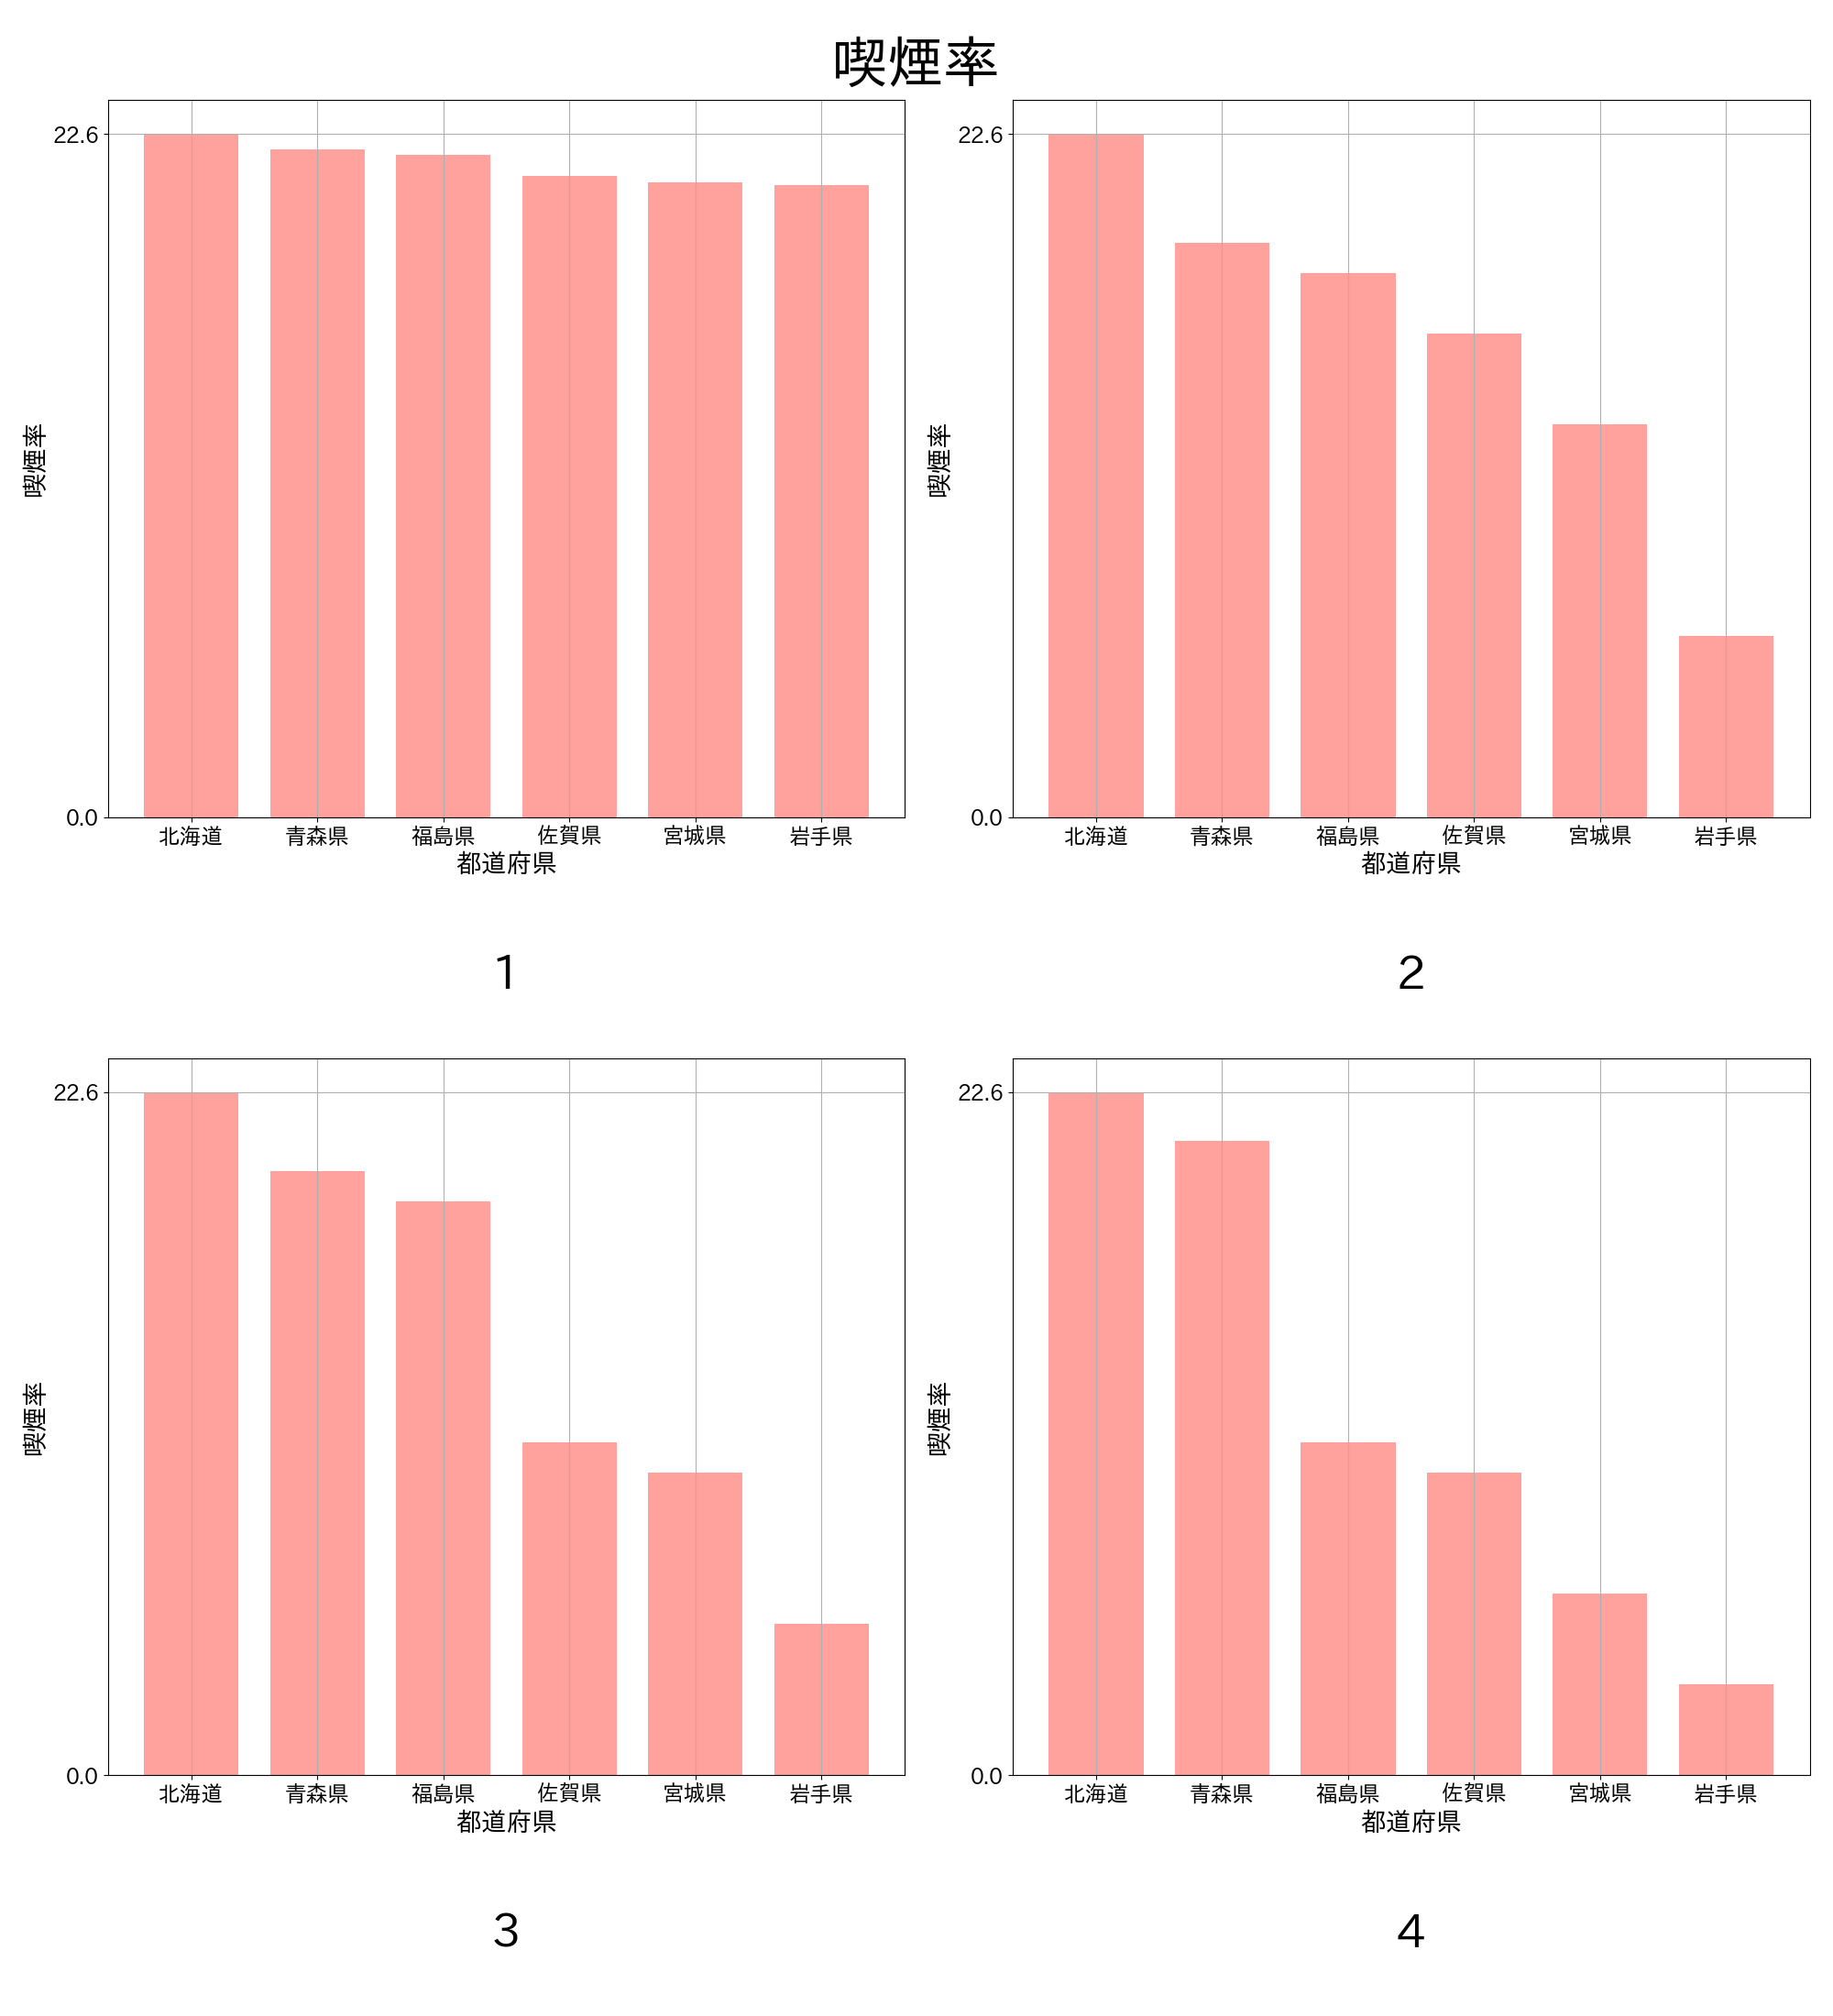 喫煙率
22.6
0.0
喫煙率
北海道 青森県 福島県 佐賀県 宮城県 岩手県
都道府県
1
22.6
0.0
喫煙率
北海道 青森県 福島県 佐賀県 宮城県 岩手県
都道府県
2
22.6
0.0
喫煙率
北海道 青森県 福島県 佐賀県 宮城県 岩手県
都道府県
3
22.6
0.0
喫煙率
北海道 青森県 福島県 佐賀県 宮城県 岩手県
都道府県
4